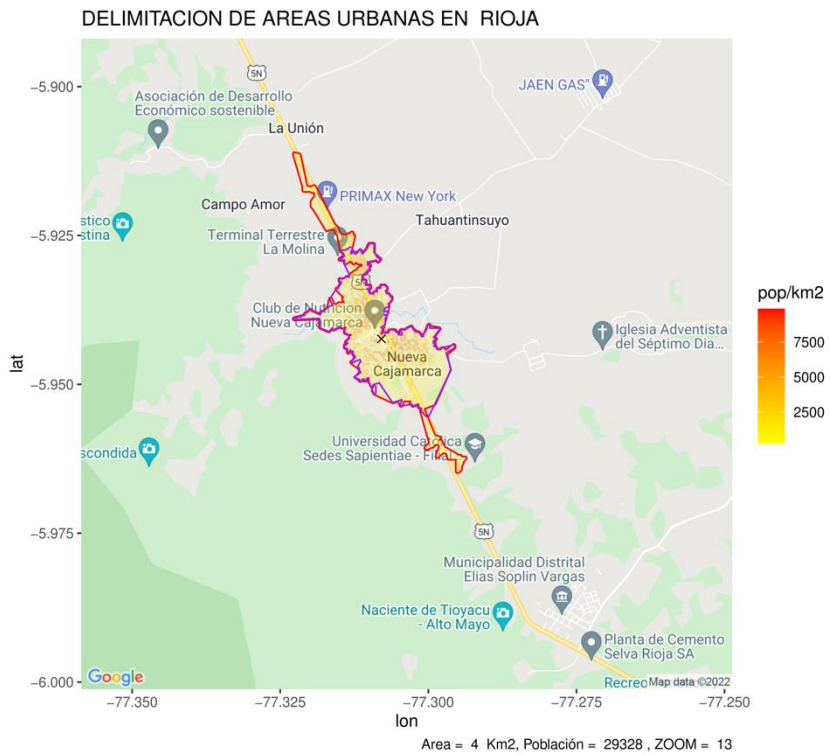 DELIMITACION DE AREAS URBANAS EN RIOJA
5N
Asociación de Desarrollo
Económico sostenible
JAEN GAS"
La Unión
PRIMAX New York
Campo Amor
Tahuantinsuyo
stico
stina
Terminal Terrestre
La Molina
5N
Club de Nutrición
Nueva Cajamarca
Iglesia Adventista
del Séptimo Dia...
Nueva
Cajamarca
Universidad Católica
Sedes Sapientiae - Filial
scondida
5N
Municipalidad Distrital
Elias Soplin Vargas
Naciente de Tioyacu
- Alto Mayo
Planta de Cemento
Selva Rioja SA
Google
Recreo
Map data ©2022
lat
−5.900
−5.925
−5.950
−5.975
−6.000
−77.350
−77.325
−77.300
−77.275
−77.250
lon
pop/km2
7500
5000
2500
Area = 4 Km2, Población = 29328 , ZOOM = 13